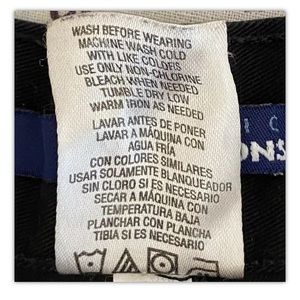 WASH BEFORE WEARING
MACHINE WASH COLD
WITH LIKE COLORS
USE ONLY NON-CHLORINE
BLEACH WHEN NEEDED
TUMBLE DRY LOW
WARM IRON AS NEEDED
LAVAR ANTES DE PONER
LAVAR A MÁQUINA CON
AGUA FRÍA
CON COLORES SIMILARES
USAR SOLAMENTE BLANQUEADOR
SIN CLORO SI ES NECESARIO
SECAR A MÁQUINA CON
TEMPERATURA BAJA
PLANCHAR CON PLANCHA
TIBIA SI ES NECESARIO
I C
ONS